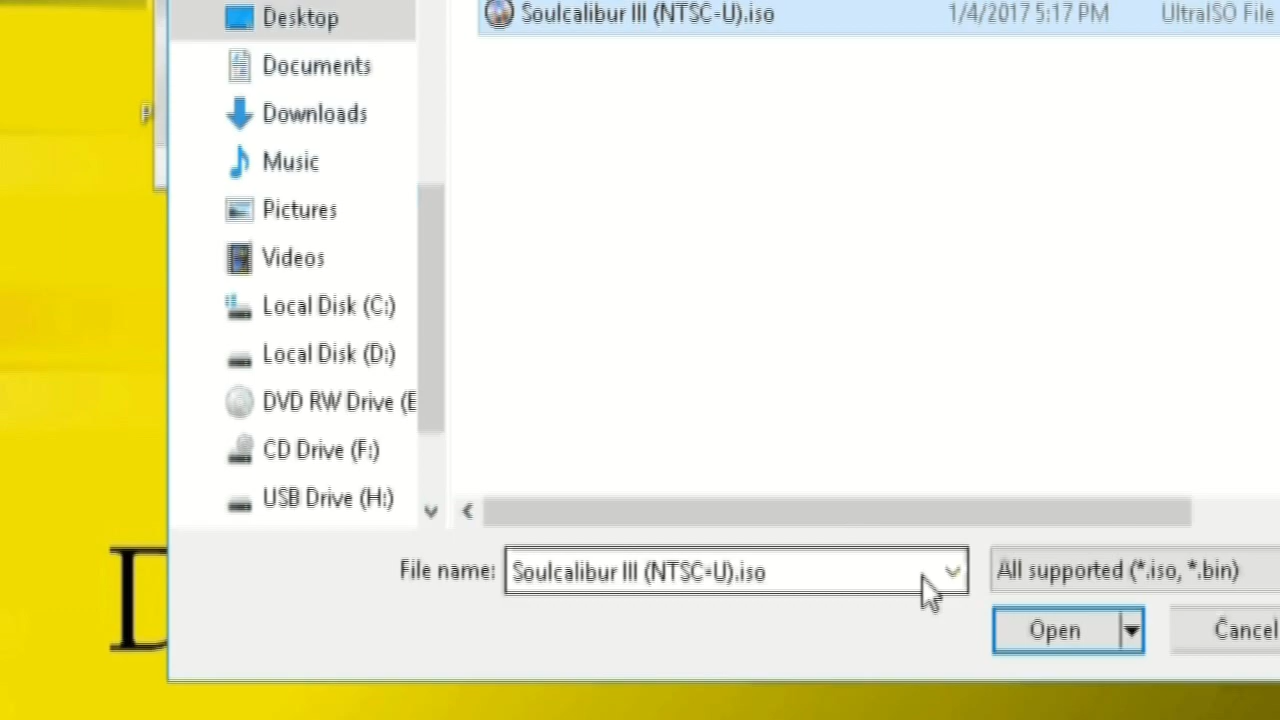 Desktop
Soulcalibur III (NTSC-U).iso 1/4/2017 5:17 PM UltraISO File
Documents
Downloads
Music
Pictures
Videos
Local Disk (C:)
Local Disk (D:)
DVD RW Drive (E
CD Drive (F:)
USB Drive (H:)
File name: Soulcalibur III (NTSC-U).iso All supported (*.iso, *.bin)
Open Cancel
D